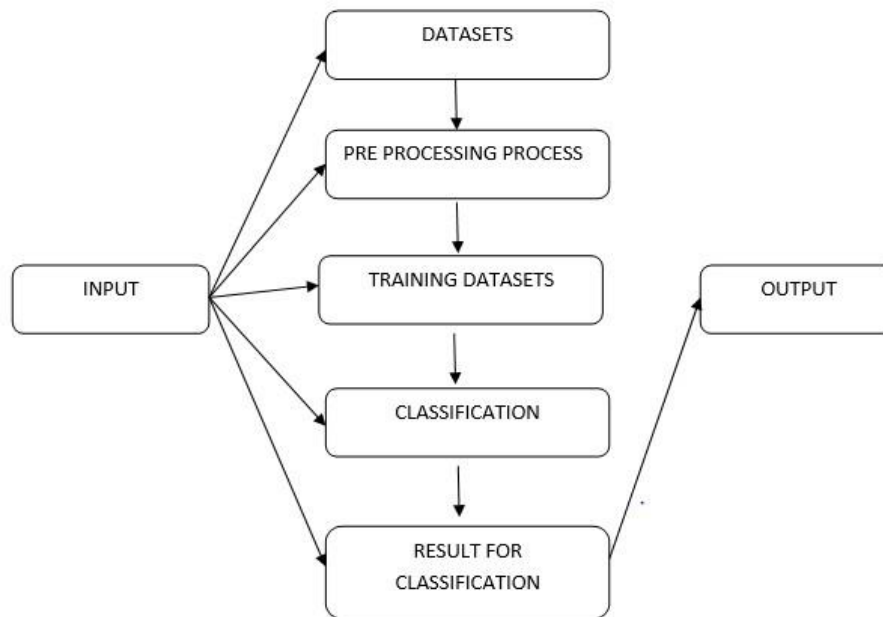 DATASETS
PRE PROCESSING PROCESS
INPUT
TRAINING DATASETS
OUTPUT
CLASSIFICATION
RESULT FOR
CLASSIFICATION